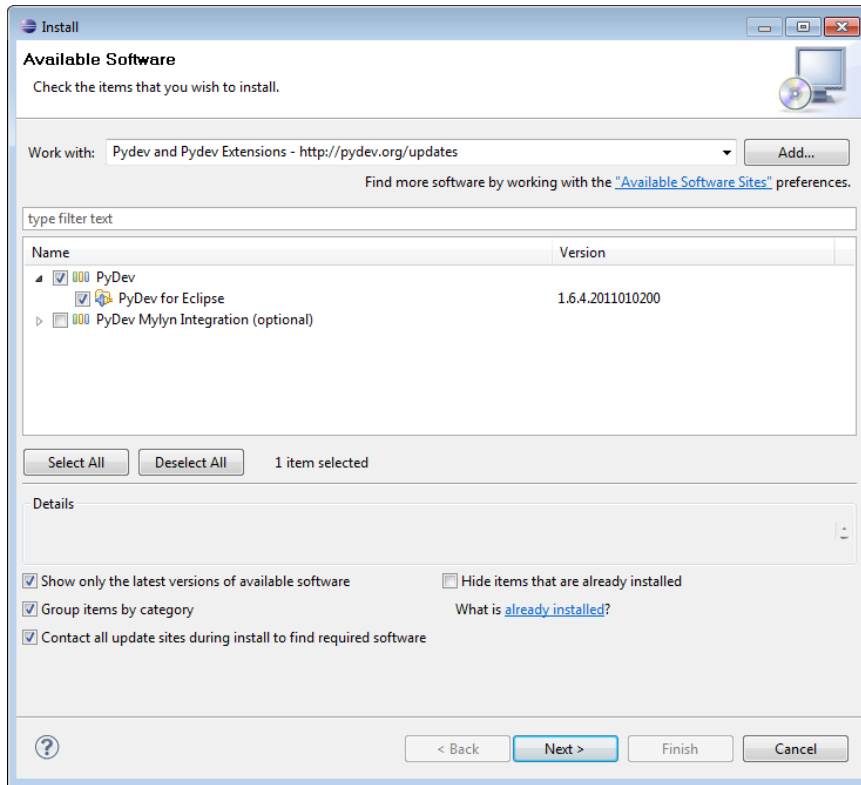 Install
Available Software
Check the items that you wish to install.
Work with: Pydev and Pydev Extensions - http://pydev.org/updates Add...
Find more software by working with the "Available Software Sites" preferences.
type filter text
Name Version
PyDev
PyDev for Eclipse 1.6.4.2011010200
PyDev Mylyn Integration (optional)
Select All Deselect All 1 item selected
Details
Show only the latest versions of available software Hide items that are already installed
Group items by category What is already installed?
Contact all update sites during install to find required software
? < Back Next > Finish Cancel